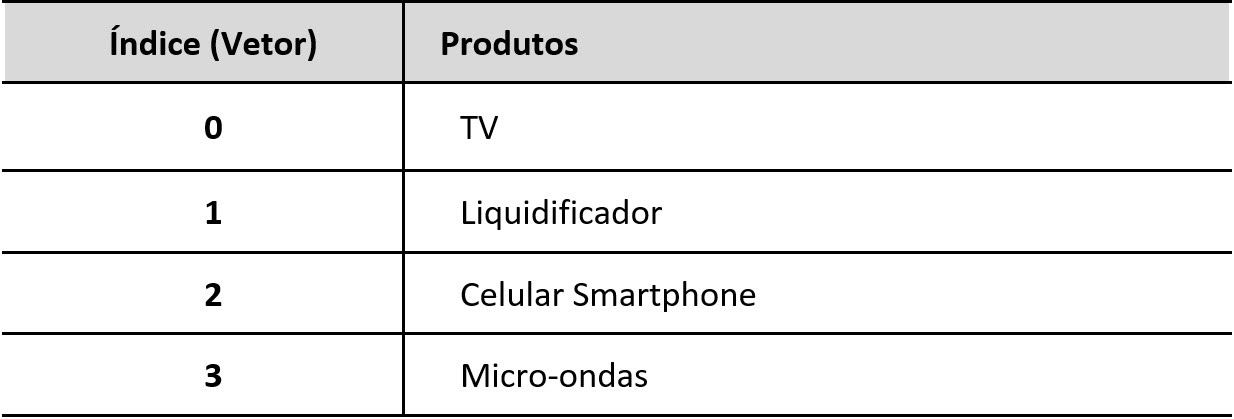 Índice (Vetor) Produtos
0 TV
1 Liquidificador
2 Celular Smartphone
3 Micro-ondas